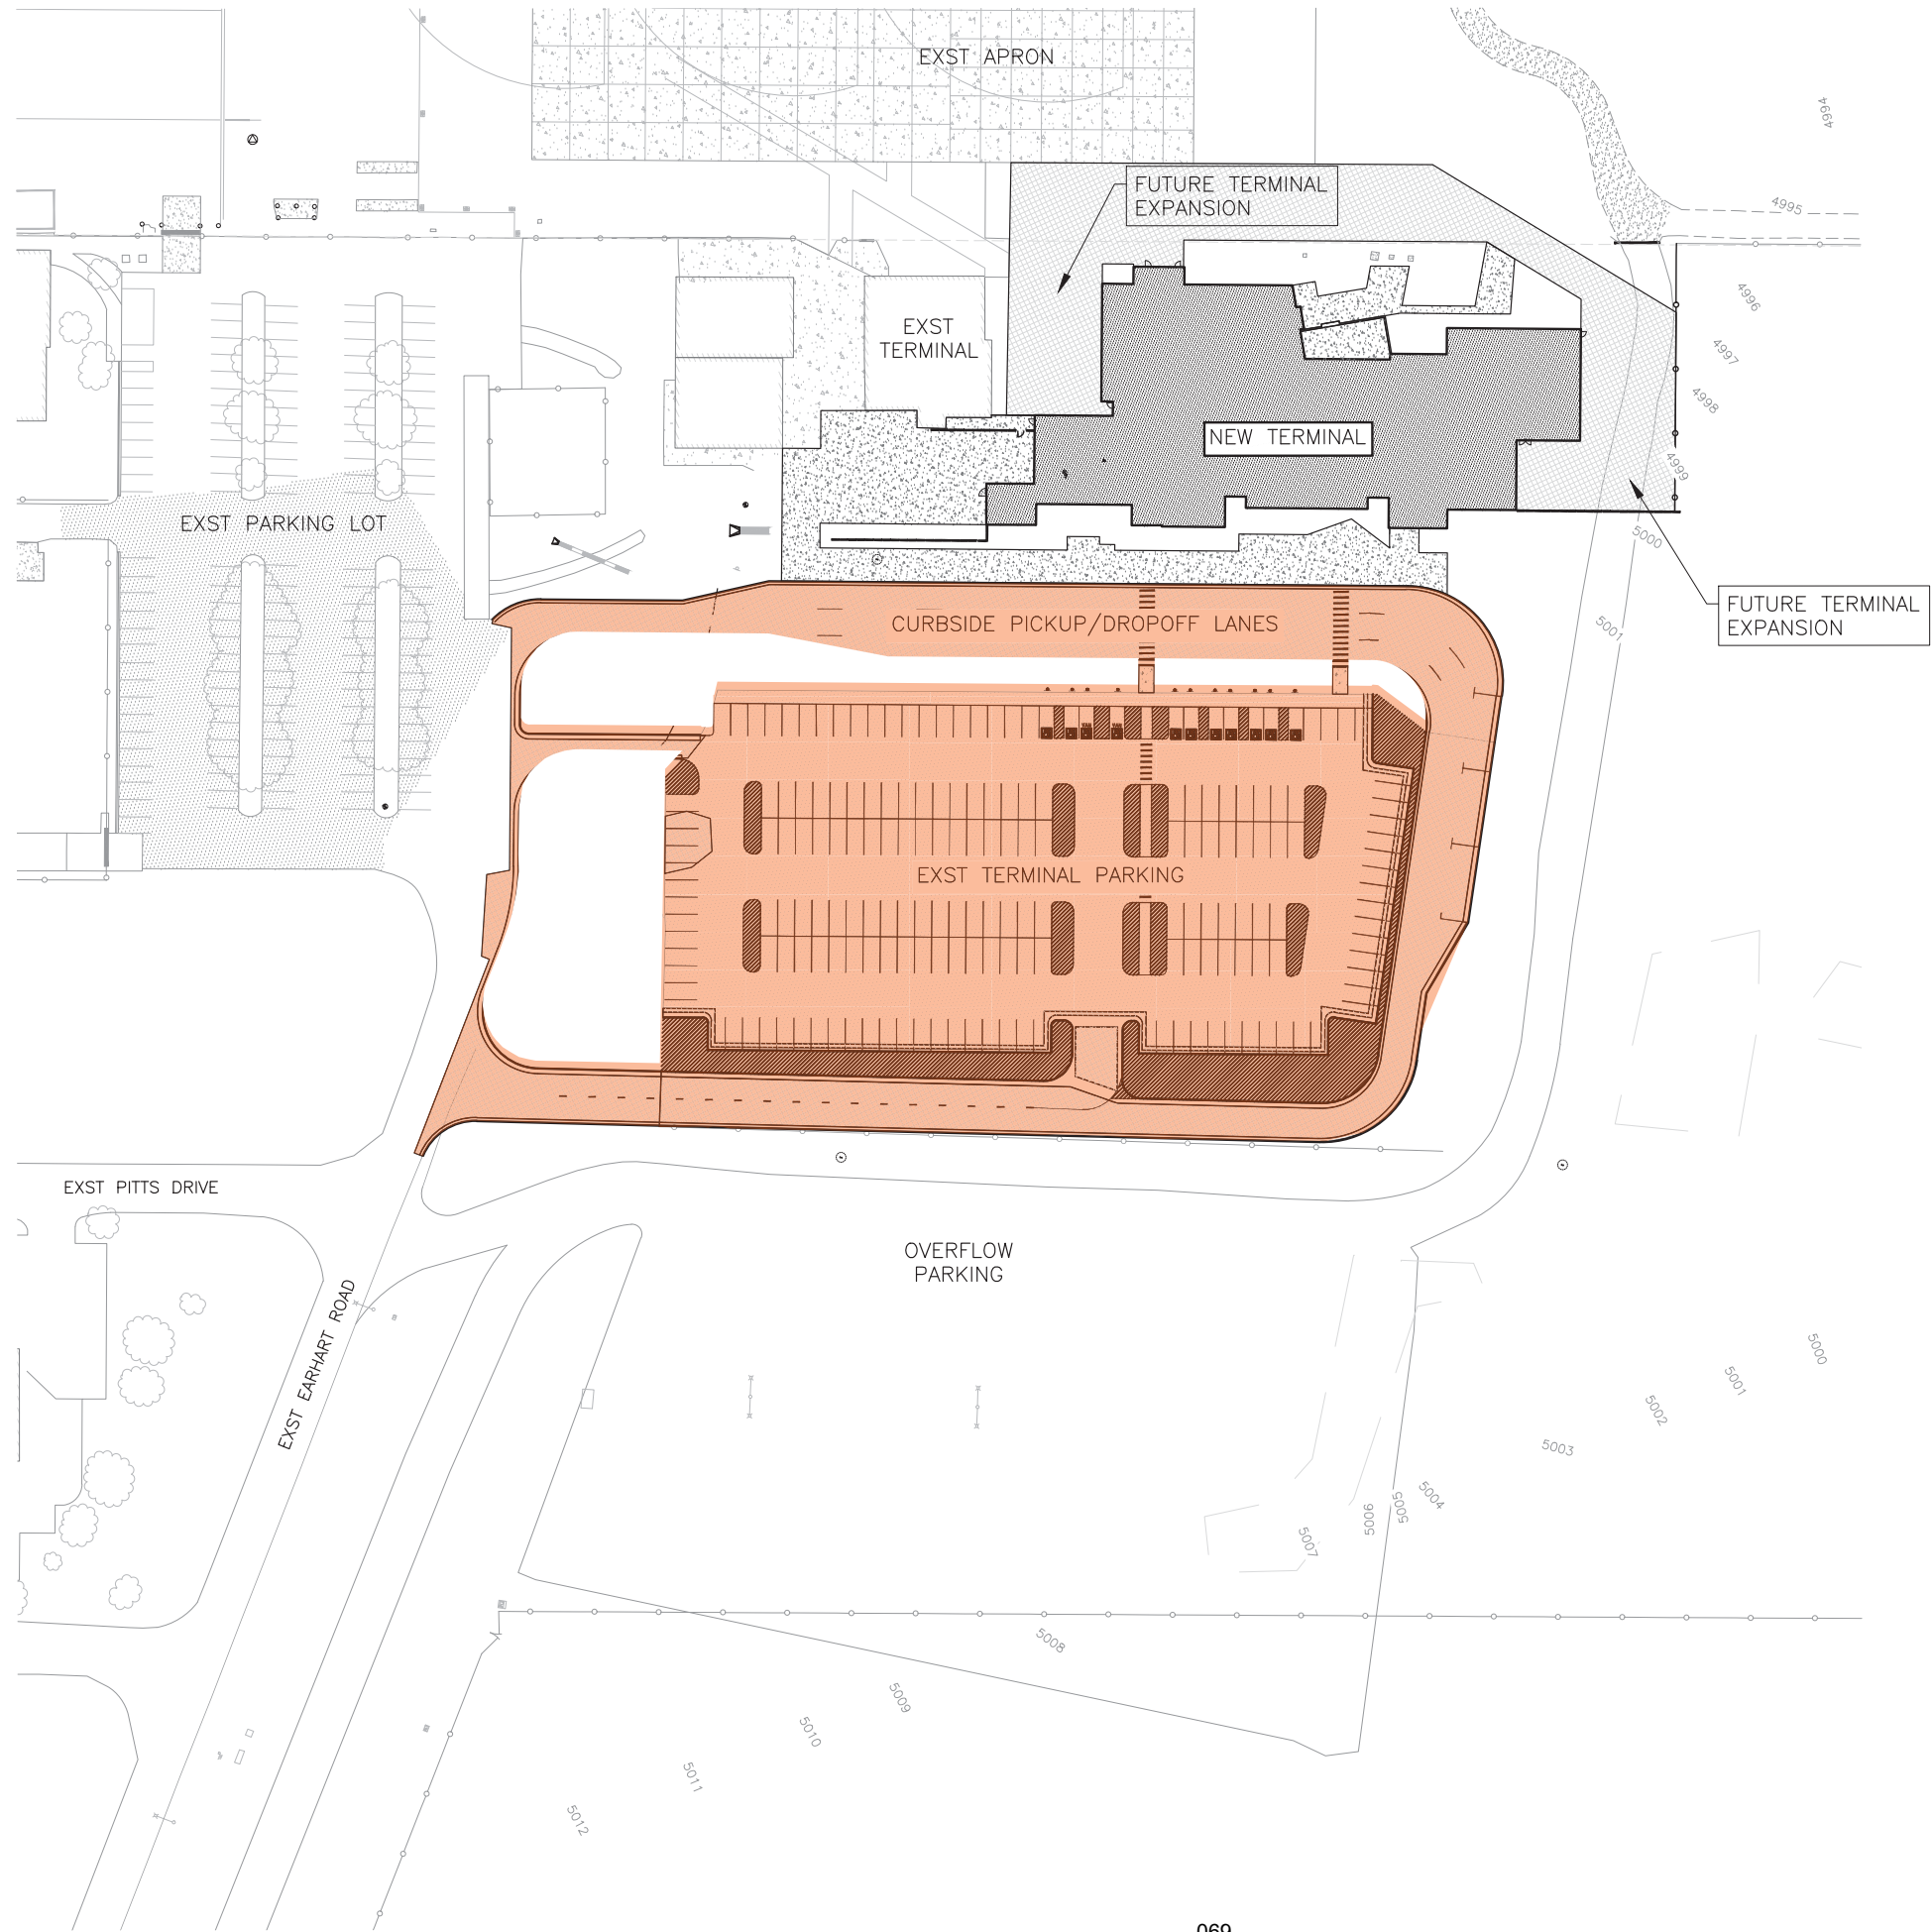 EXST APRON
4994
FUTURE TERMINAL
EXPANSION
4995
4996
EXST
TERMINAL
4997
4998
NEW TERMINAL
4999
EXST PARKING LOT
5000
FUTURE TERMINAL
EXPANSION
5001
CURBSIDE PICKUP/DROPOFF LANES
EXST TERMINAL PARKING
EXST PITTS DRIVE
OVERFLOW
PARKING
EXST EARHART ROAD
5000
5001
5002
5003
5004
5005
5006
5007
5008
5009
5010
5011
5012
069